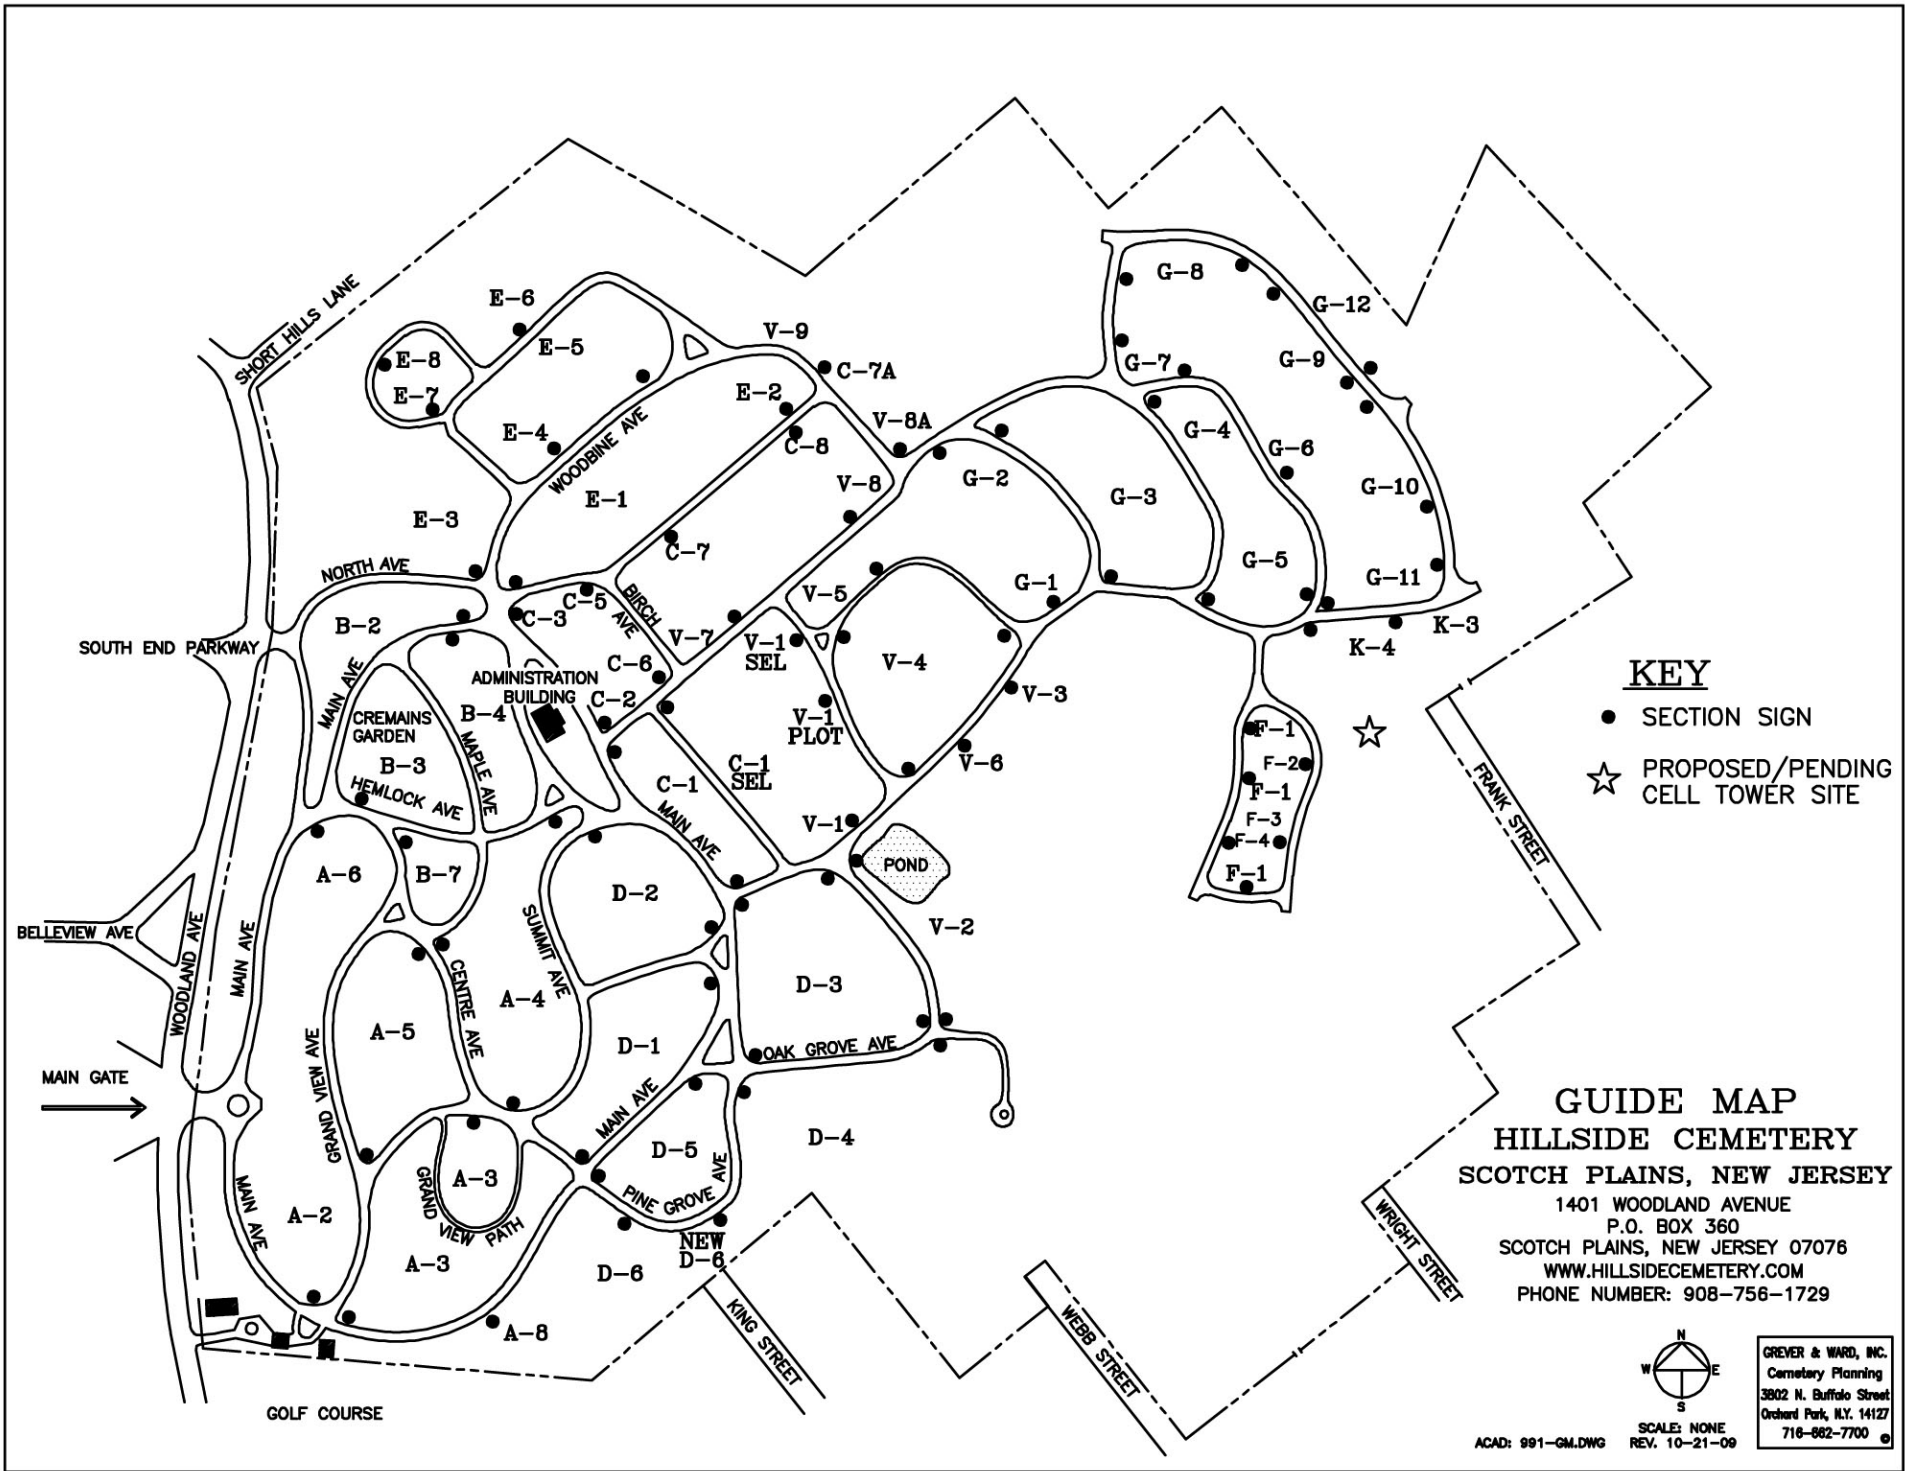 SHORT HILLS LANE
E-6
E-5
E-8
E-7
E-4
WOODBINE AVE
V-9
C-7A
E-2
C-8
V-8A
V-8
G-8
G-12
G-7
G-9
G-4
G-6
G-2
G-3
G-10
G-5
G-11
G-1
E-3
E-1
C-7
NORTH AVE
C-5
C-3
BIRCH AVE
V-5
V-7
B-2
SOUTH END PARKWAY
V-1
SEL
C-6
V-4
K-3
K-4
MAIN AVE
ADMINISTRATION
BUILDING
C-2
V-3
CREMAINS
GARDEN
B-4
V-1
PLOT
F-1
F-2
F-1
F-3
F-4
F-1
B-3
HEMLOCK AVE
MAPLE AVE
C-1
C-1
SEL
V-6
MAIN AVE
V-1
POND
KEY
SECTION SIGN
PROPOSED/PENDING
CELL TOWER SITE
FRANK STREET
A-6
B-7
D-2
V-2
BELLEVIEW AVE
WOODLAND AVE
MAIN AVE
SUMMIT AVE
CENTRE AVE
A-4
D-3
A-5
GRAND VIEW AVE
D-1
OAK GROVE AVE
MAIN GATE
MAIN AVE
D-4
D-5
PINE GROVE AVE
A-3
GRAND VIEW PATH
A-2
MAIN AVE
A-3
NEW
D-6
D-6
A-8
KING STREET
WEBB STREET
WRIGHT STREET
GOLF COURSE
GUIDE MAP
HILLSIDE CEMETERY
SCOTCH PLAINS, NEW JERSEY
1401 WOODLAND AVENUE
P.O. BOX 360
SCOTCH PLAINS, NEW JERSEY 07076
WWW.HILLSIDECEMETERY.COM
PHONE NUMBER: 908-756-1729
N
W E
S
SCALE: NONE
ACAD: 991-GM.DWG REV. 10-21-09
GREVER & WARD, INC.
Cemetery Planning
3802 N. Buffalo Street
Orchard Park, N.Y. 14127
716-662-7700